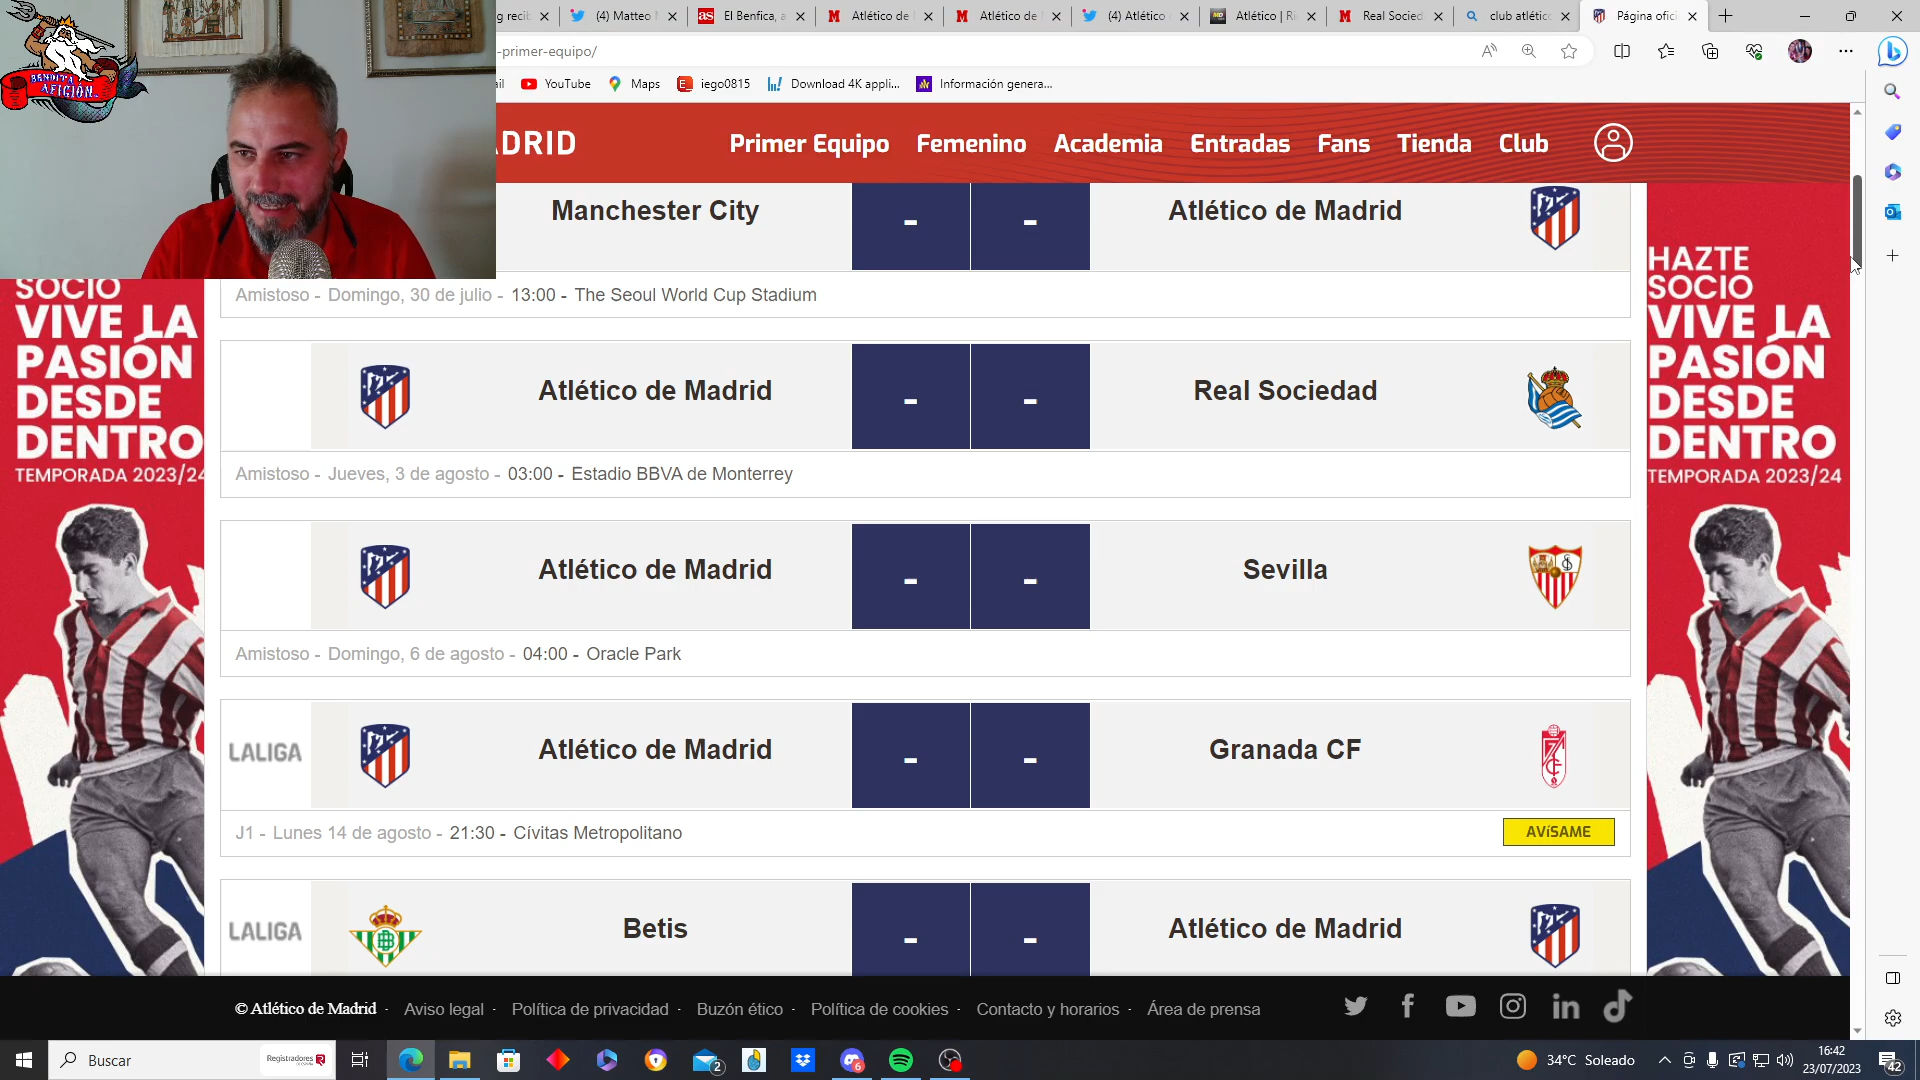 BENDITA
AFICIÓN
g recib
(4) Matteo
El Benfica, a
Atlético de
Atlético de
(4) Atlético
Atlético | Ri
Real Socied
club atlétic
Página ofici
-primer-equipo/
YouTube
Maps
iego0815
Download 4K appli...
Información genera...
ADRID
Primer Equipo
Femenino
Academia
Entradas
Fans
Tienda
Club
Manchester City
-
-
Atlético de Madrid
Amistoso - Domingo, 30 de julio - 13:00 - The Seoul World Cup Stadium
Atlético de Madrid
-
-
Real Sociedad
Amistoso - Jueves, 3 de agosto - 03:00 - Estadio BBVA de Monterrey
Atlético de Madrid
-
-
Sevilla
Amistoso - Domingo, 6 de agosto - 04:00 - Oracle Park
LALIGA
Atlético de Madrid
-
-
Granada CF
J1 - Lunes 14 de agosto - 21:30 - Cívitas Metropolitano
AVíSAME
LALIGA
Betis
-
-
Atlético de Madrid
SOCIO
VIVE LA
PASIÓN
DESDE
DENTRO
TEMPORADA 2023/24
HAZTE
SOCIO
VIVE LA
PASIÓN
DESDE
DENTRO
TEMPORADA 2023/24
© Atlético de Madrid · Aviso legal · Política de privacidad · Buzón ético · Política de cookies · Contacto y horarios · Área de prensa
Buscar
Registradores
2
6
34°C Soleado
16:42
23/07/2023
42